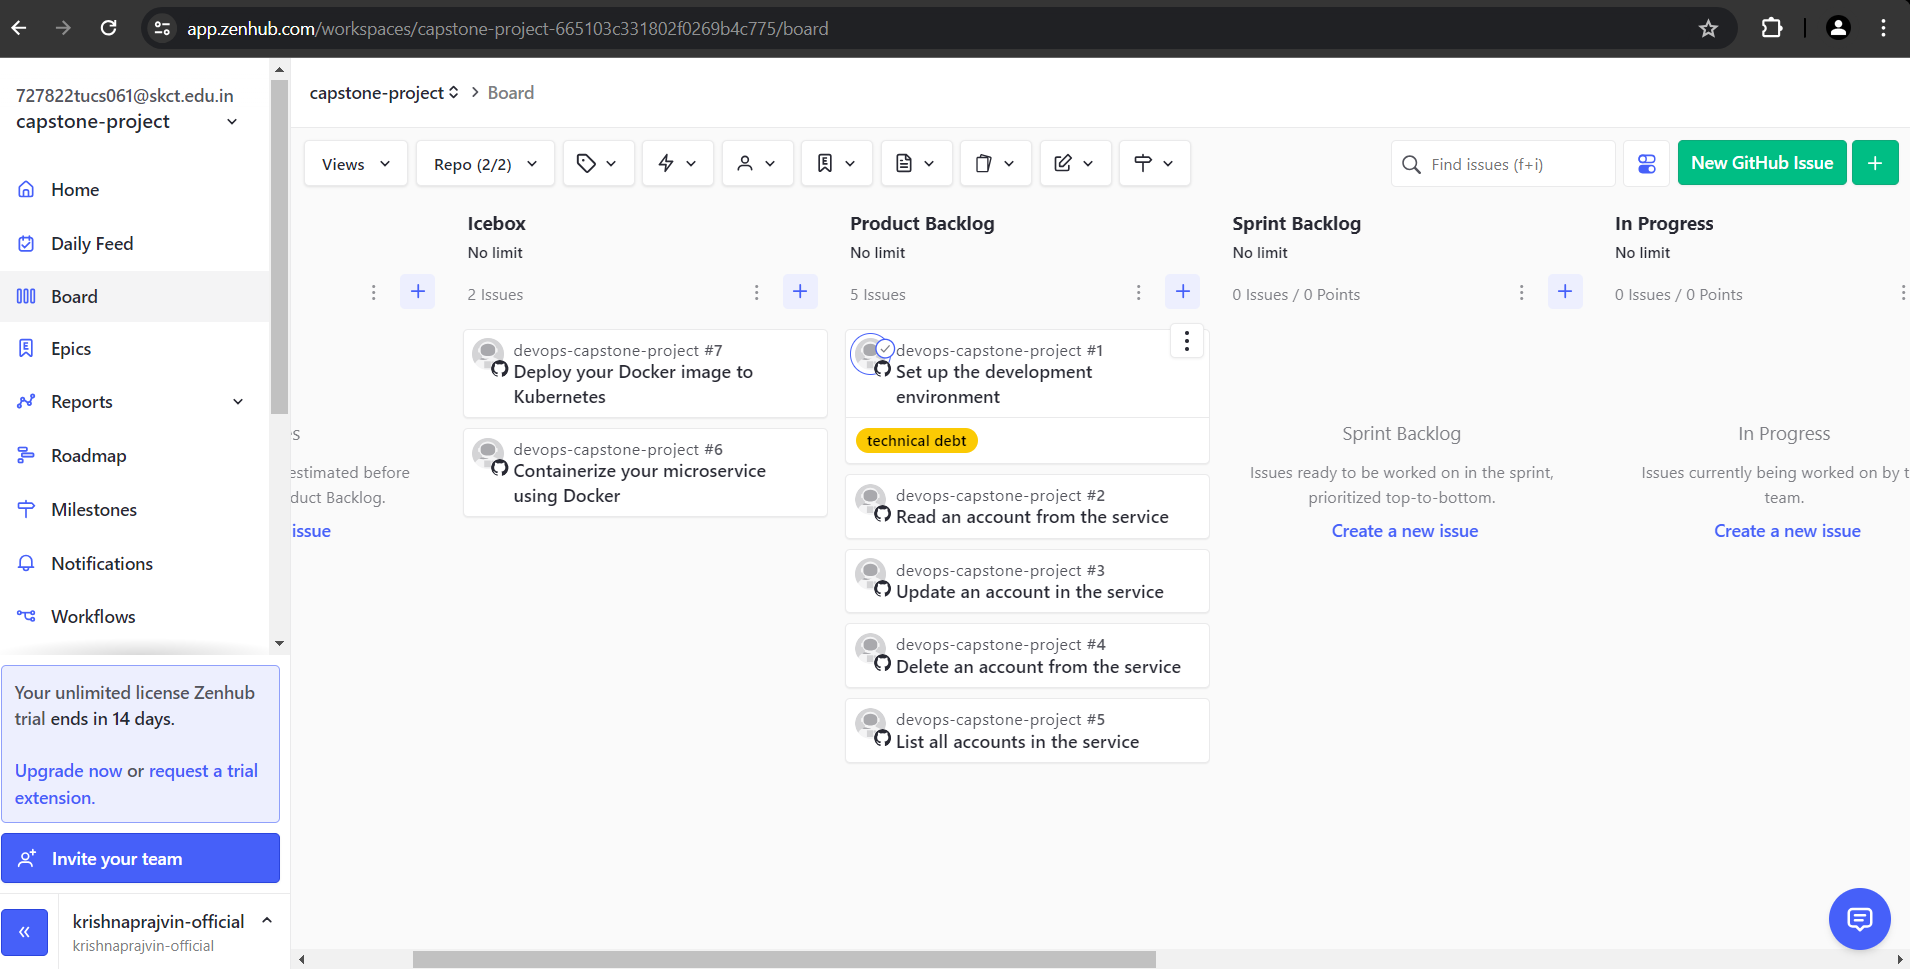 app.zenhub.com/workspaces/capstone-project-665103c331802f0269b4c775/board
727822tucs061@skct.edu.in
capstone-project
Home
Daily Feed
Board
Epics
Reports
Roadmap
Milestones
Notifications
Workflows
Your unlimited license Zenhub
trial ends in 14 days.
Upgrade now or request a trial
extension.
Invite your team
«
krishnaprajvin-official
krishnaprajvin-official
capstone-project > Board
Views
Repo (2/2)
Find issues (f+i)
New GitHub Issue
+
s
estimated before
duct Backlog.
issue
Icebox
No limit
2 Issues
devops-capstone-project #7
Deploy your Docker image to
Kubernetes
devops-capstone-project #6
Containerize your microservice
using Docker
Product Backlog
No limit
5 Issues
devops-capstone-project #1
Set up the development
environment
technical debt
devops-capstone-project #2
Read an account from the service
devops-capstone-project #3
Update an account in the service
devops-capstone-project #4
Delete an account from the service
devops-capstone-project #5
List all accounts in the service
Sprint Backlog
No limit
0 Issues / 0 Points
Sprint Backlog
Issues ready to be worked on in the sprint,
prioritized top-to-bottom.
Create a new issue
In Progress
No limit
0 Issues / 0 Points
In Progress
Issues currently being worked on by t
team.
Create a new issue